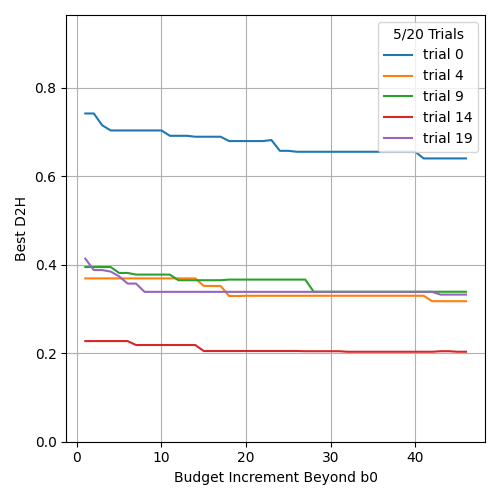 5/20 Trials
trial 0
trial 4
trial 9
trial 14
trial 19
Best D2H
0.8
0.6
0.4
0.2
0.0
0 10 20 30 40
Budget Increment Beyond b0